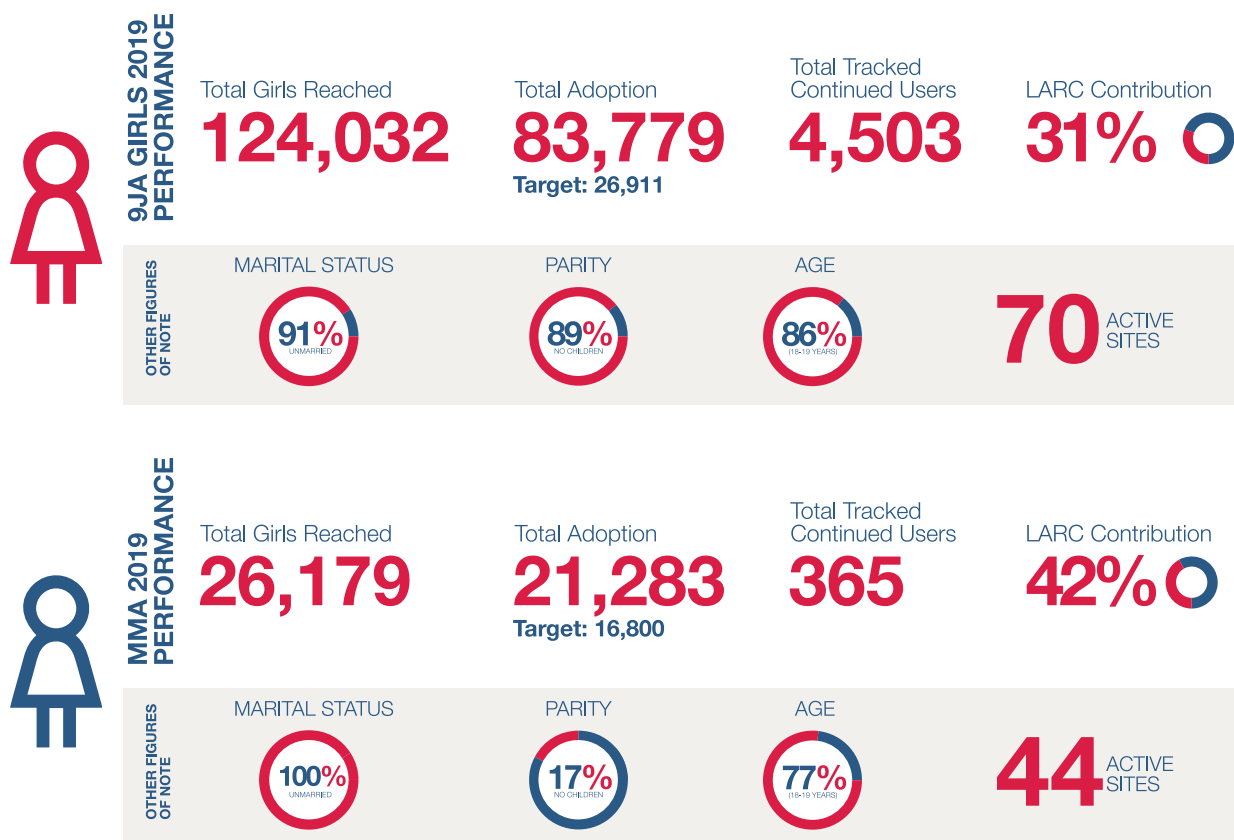 9JA GIRLS 2019
PERFORMANCE
Total Girls Reached
124,032
Total Adoption
83,779
Target: 26,911
Total Tracked
Continued Users
4,503
LARC Contribution
31%
OTHER FIGURES
OF NOTE
MARITAL STATUS
91%
UNMARRIED
PARITY
89%
NO CHILDREN
AGE
86%
(18-19 YEARS)
70
ACTIVE
SITES
MMA 2019
PERFORMANCE
Total Girls Reached
26,179
Total Adoption
21,283
Target: 16,800
Total Tracked
Continued Users
365
LARC Contribution
42%
OTHER FIGURES
OF NOTE
MARITAL STATUS
100%
UNMARRIED
PARITY
17%
NO CHILDREN
AGE
77%
(18-19 YEARS)
44
ACTIVE
SITES